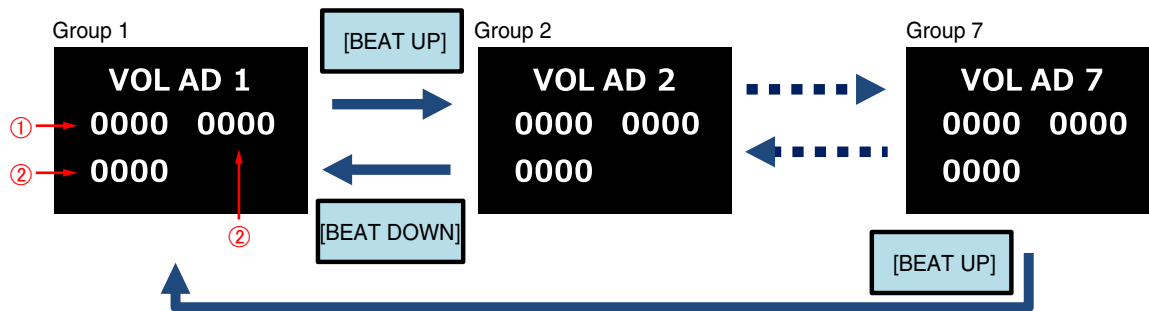 Group 1
VOL AD 1
① 0000 0000
② 0000
②
[BEAT UP]
[BEAT DOWN]
Group 2
VOL AD 2
0000 0000
0000
Group 7
VOL AD 7
0000 0000
0000
[BEAT UP]